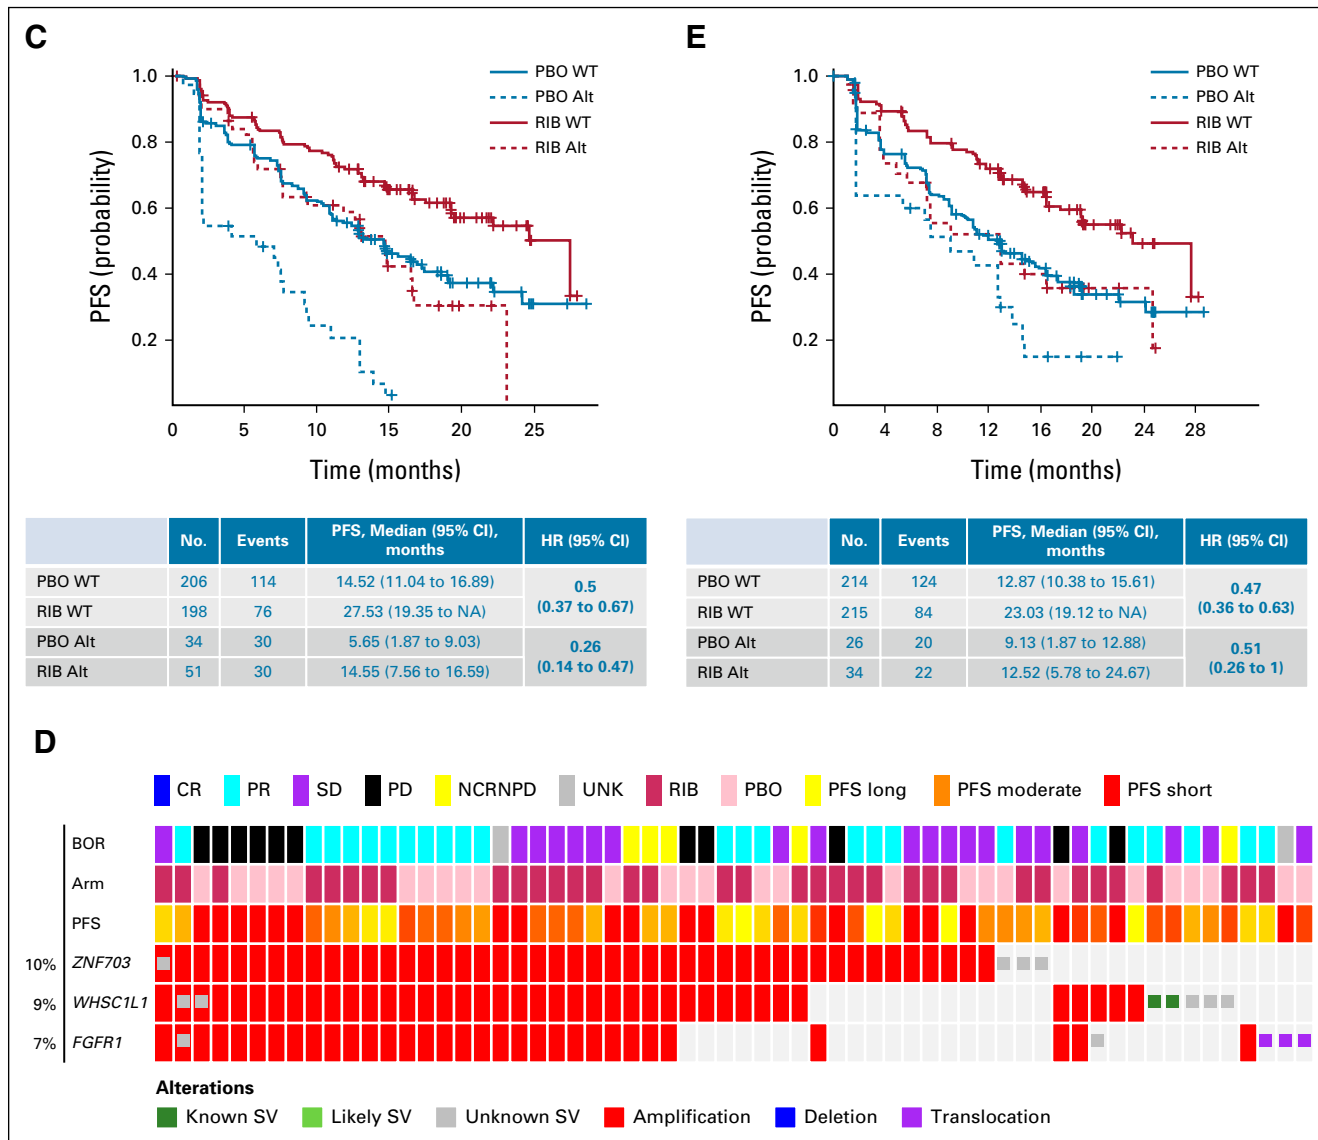 C
PFS (probability)
1.0
0.8
0.6
0.4
0.2
0
5
10
15
20
25
Time (months)
PBO WT
PBO Alt
RIB WT
RIB Alt
No. Events PFS, Median (95% CI), months HR (95% CI)
PBO WT 206 114 14.52 (11.04 to 16.89) 0.5 (0.37 to 0.67)
RIB WT 198 76 27.53 (19.35 to NA)
PBO Alt 34 30 5.65 (1.87 to 9.03) 0.26 (0.14 to 0.47)
RIB Alt 51 30 14.55 (7.56 to 16.59)
E
PFS (probability)
1.0
0.8
0.6
0.4
0.2
0
4
8
12
16
20
24
28
Time (months)
PBO WT
PBO Alt
RIB WT
RIB Alt
No. Events PFS, Median (95% CI), months HR (95% CI)
PBO WT 214 124 12.87 (10.38 to 15.61) 0.47 (0.36 to 0.63)
RIB WT 215 84 23.03 (19.12 to NA)
PBO Alt 26 20 9.13 (1.87 to 12.88) 0.51 (0.26 to 1)
RIB Alt 34 22 12.52 (5.78 to 24.67)
D
CR PR SD PD NCRNPD UNK RIB PBO PFS long PFS moderate PFS short
BOR
Arm
PFS
10% ZNF703
9% WHSC1L1
7% FGFR1
Alterations
Known SV Likely SV Unknown SV Amplification Deletion Translocation